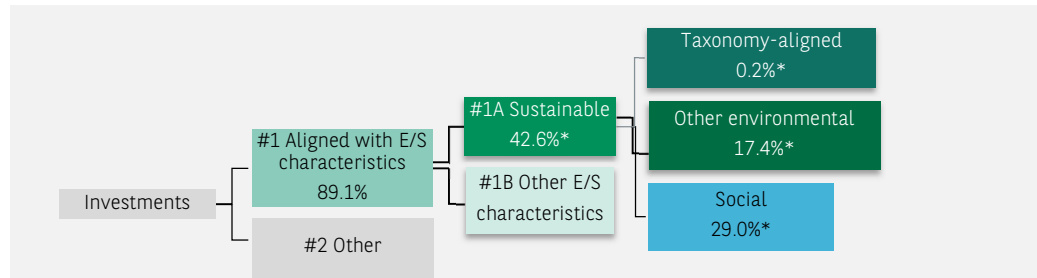 Investments
#1 Aligned with E/S
characteristics
89.1%
#2 Other
#1A Sustainable
42.6%*
#1B Other E/S
characteristics
Taxonomy-aligned
0.2%*
Other environmental
17.4%*
Social
29.0%*